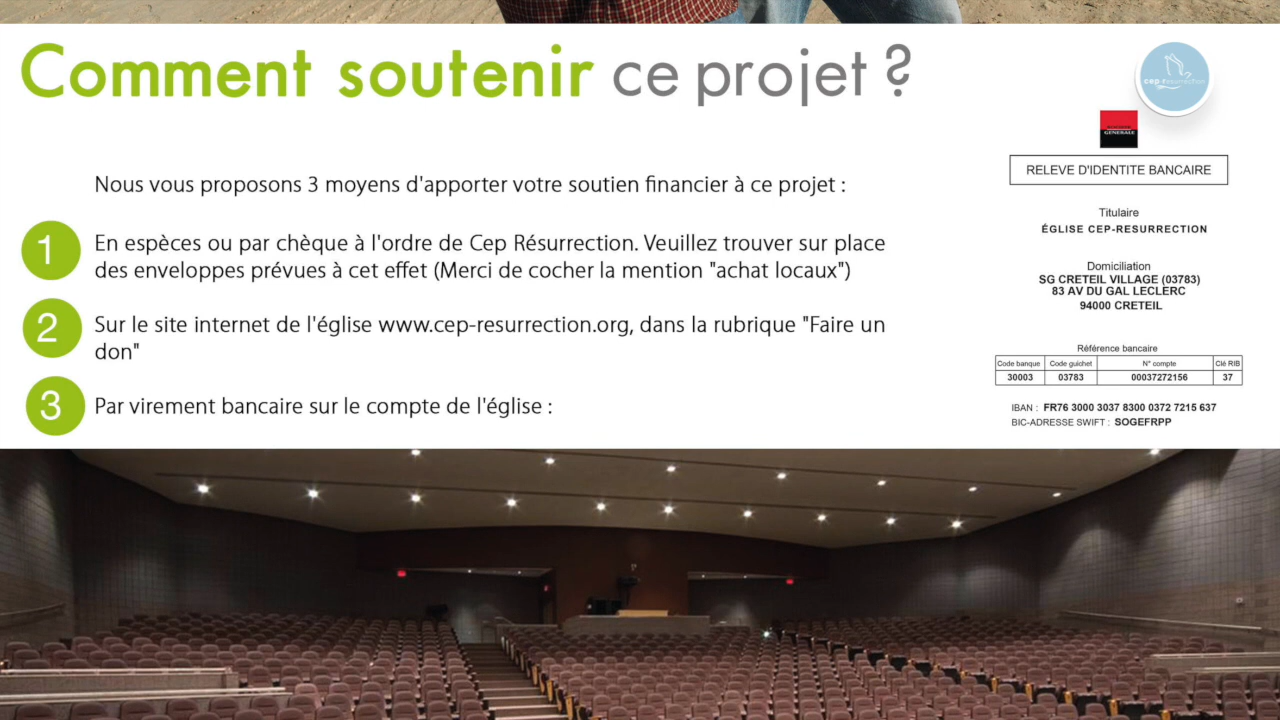 Comment soutenir ce projet ?
cep-résurrection
SOCIETE
GENERALE
RELEVE D'IDENTITE BANCAIRE
Nous vous proposons 3 moyens d'apporter votre soutien financier à ce projet :
Titulaire
ÉGLISE CEP-RESURRECTION
1
En espèces ou par chèque à l'ordre de Cep Résurrection. Veuillez trouver sur place
des enveloppes prévues à cet effet (Merci de cocher la mention "achat locaux")
Domiciliation
SG CRETEIL VILLAGE (03783)
83 AV DU GAL LECLERC
94000 CRETEIL
2
Sur le site internet de l'église www.cep-resurrection.org, dans la rubrique "Faire un
don"
Référence bancaire
Code banque Code guichet N° compte Clé RIB
30003 03783 00037272156 37
3
Par virement bancaire sur le compte de l'église :
IBAN : FR76 3000 3037 8300 0372 7215 637
BIC-ADRESSE SWIFT : SOGEFRPP